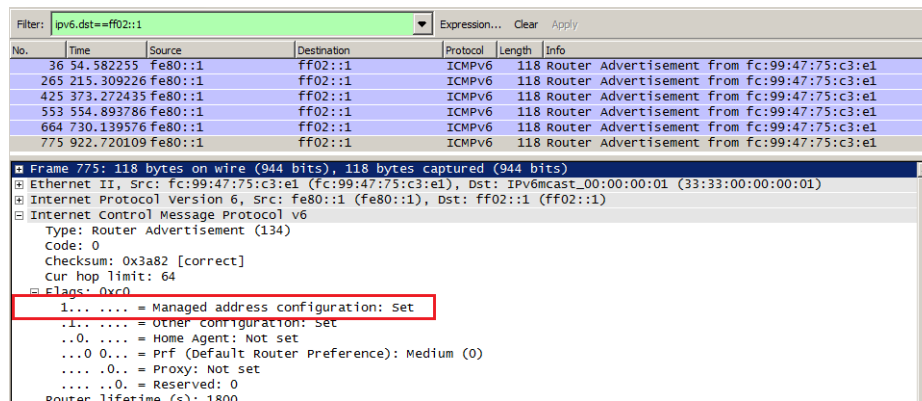 Filter: ipv6.dst==ff02::1 Expression... Clear Apply
No. Time Source Destination Protocol Length Info
36 54.582255 fe80::1 ff02::1 ICMPv6 118 Router Advertisement from fc:99:47:75:c3:e1
265 215.309226 fe80::1 ff02::1 ICMPv6 118 Router Advertisement from fc:99:47:75:c3:e1
425 373.272435 fe80::1 ff02::1 ICMPv6 118 Router Advertisement from fc:99:47:75:c3:e1
553 554.893786 fe80::1 ff02::1 ICMPv6 118 Router Advertisement from fc:99:47:75:c3:e1
664 730.139576 fe80::1 ff02::1 ICMPv6 118 Router Advertisement from fc:99:47:75:c3:e1
775 922.720109 fe80::1 ff02::1 ICMPv6 118 Router Advertisement from fc:99:47:75:c3:e1
Frame 775: 118 bytes on wire (944 bits), 118 bytes captured (944 bits)
Ethernet II, Src: fc:99:47:75:c3:e1 (fc:99:47:75:c3:e1), Dst: IPv6mcast_00:00:00:01 (33:33:00:00:00:01)
Internet Protocol Version 6, Src: fe80::1 (fe80::1), Dst: ff02::1 (ff02::1)
Internet Control Message Protocol v6
Type: Router Advertisement (134)
Code: 0
Checksum: 0x3a82 [correct]
Cur hop limit: 64
Flags: 0xc0
1... .... = Managed address configuration: Set
.1.. .... = Other configuration: Set
..0. .... = Home Agent: Not set
...0 0... = Prf (Default Router Preference): Medium (0)
.... .0.. = Proxy: Not set
.... ..0. = Reserved: 0
Router lifetime (s): 1800